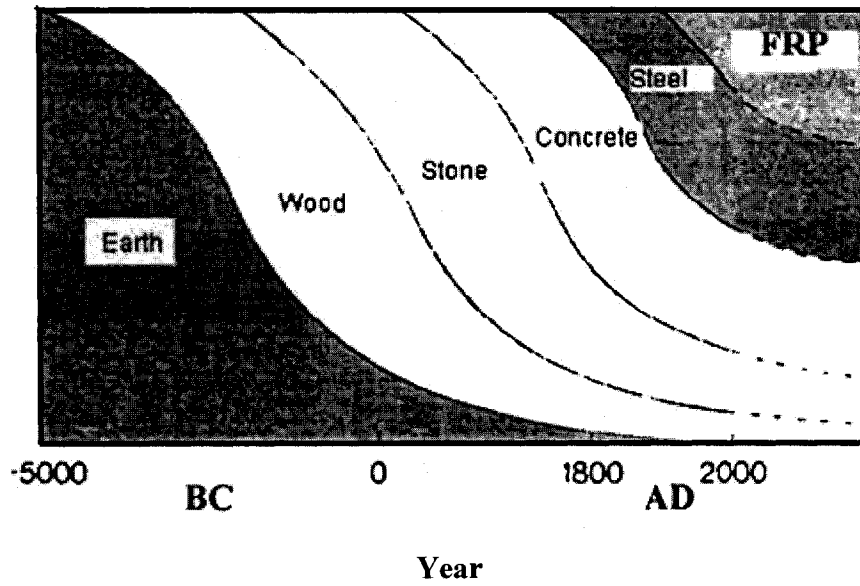 FRP
Steel
Concrete
Stone
Wood
Earth
-5000 0 1800 2000
BC AD
Year